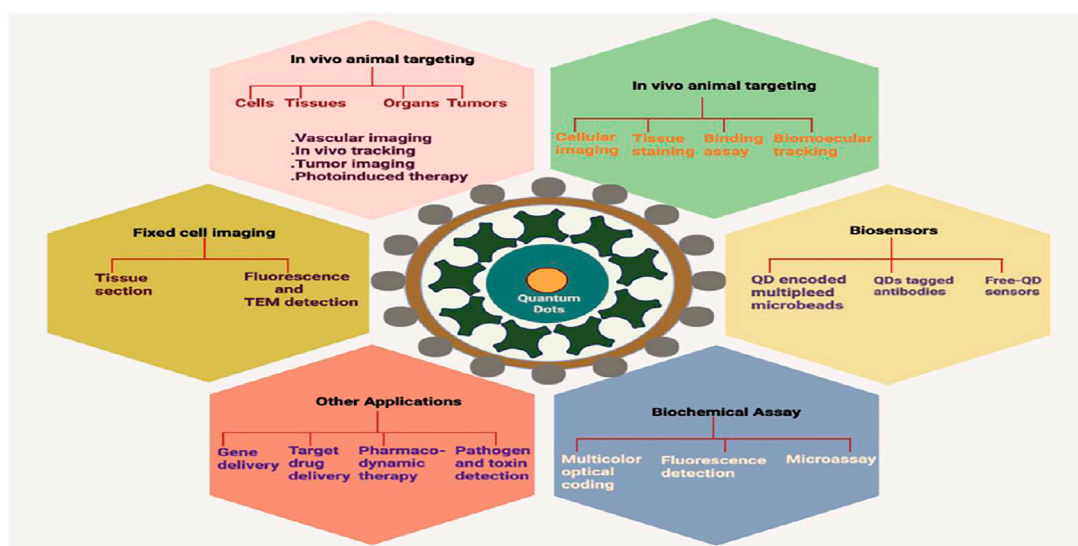 In vivo animal targeting
Cells Tissues Organs Tumors
.Vascular imaging
.In vivo tracking
.Tumor imaging
.Photoinduced therapy
In vivo animal targeting
Cellular
imaging
Tissue
staining
Binding
assay
Biomoecular
tracking
Fixed cell imaging
Tissue
section
Fluorescence
and
TEM detection
Quantum
Dots
Biosensors
QD encoded
multipleed
microbeads
QDs tagged
antibodies
Free-QD
sensors
Other Applications
Gene
delivery
Target
drug
delivery
Pharmaco-
dynamic
therapy
Pathogen
and toxin
detection
Biochemical Assay
Multicolor
optical
coding
Fluorescence
detection
Microassay